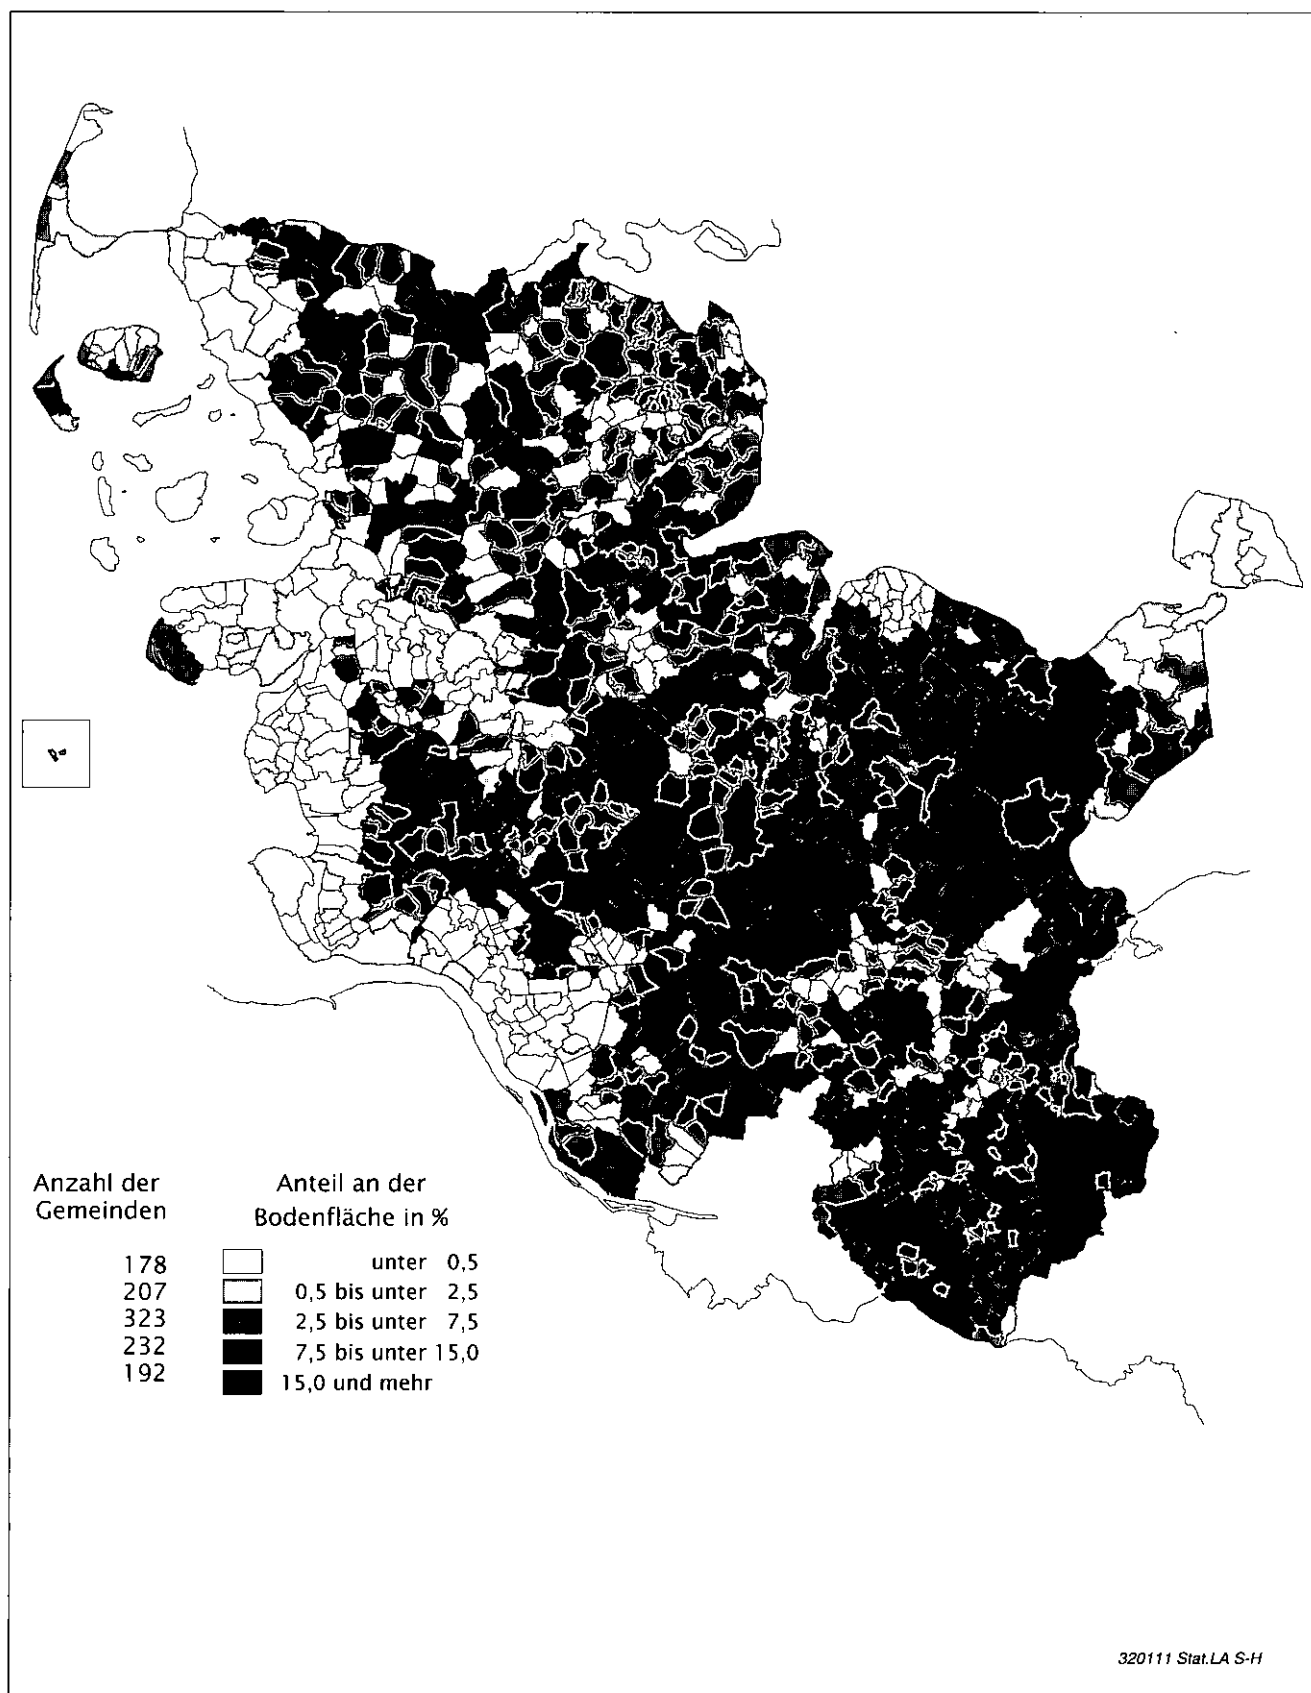 Anzahl der
Gemeinden
Anteil an der
Bodenfläche in %
178 unter 0,5
207 0,5 bis unter 2,5
323 2,5 bis unter 7,5
232 7,5 bis unter 15,0
192 15,0 und mehr
320111 Stat.LA S-H